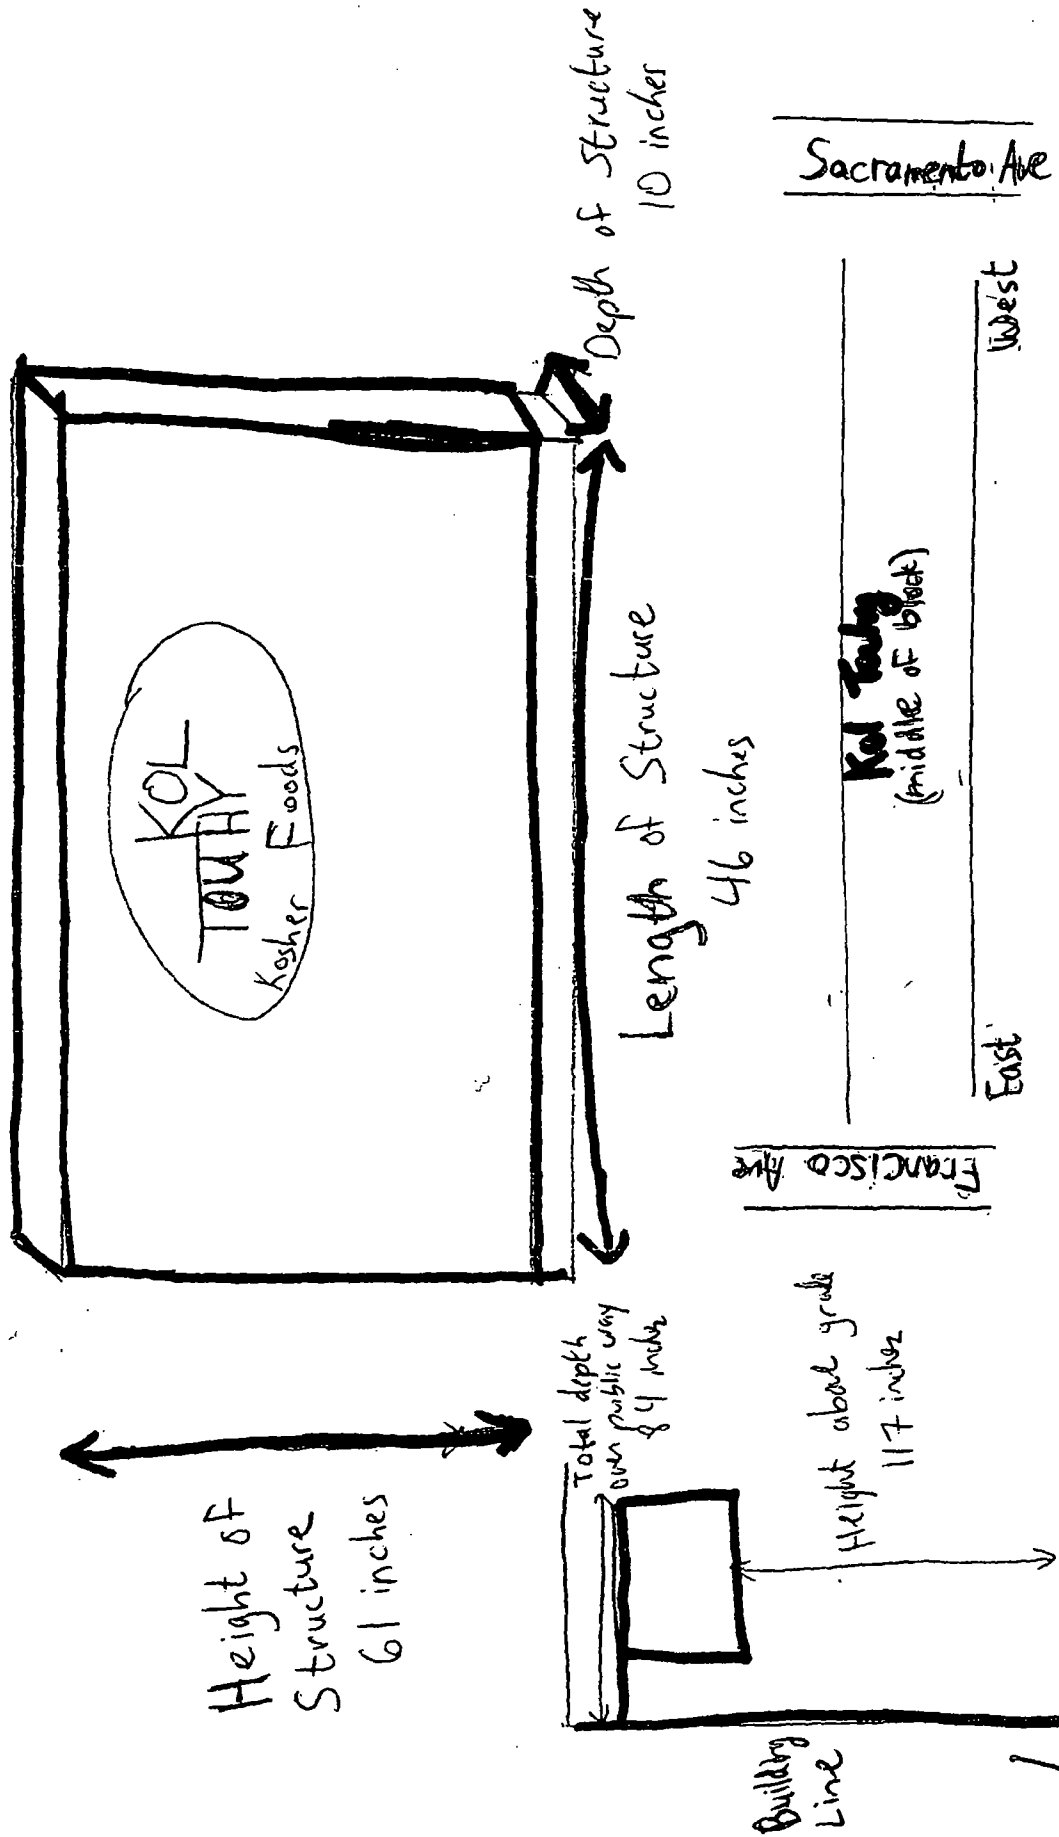 KOL
TOUHY
Kosher Foods
Height of
Structure
61 inches
Depth of Structure
10 inches
Length of Structure
46 inches
Total depth
over public way
84 inches
Height above grade
117 inches
Building
Line
Francisco
Ave
Kol Touhy
(middle of block)
East
West
Sacramento Ave